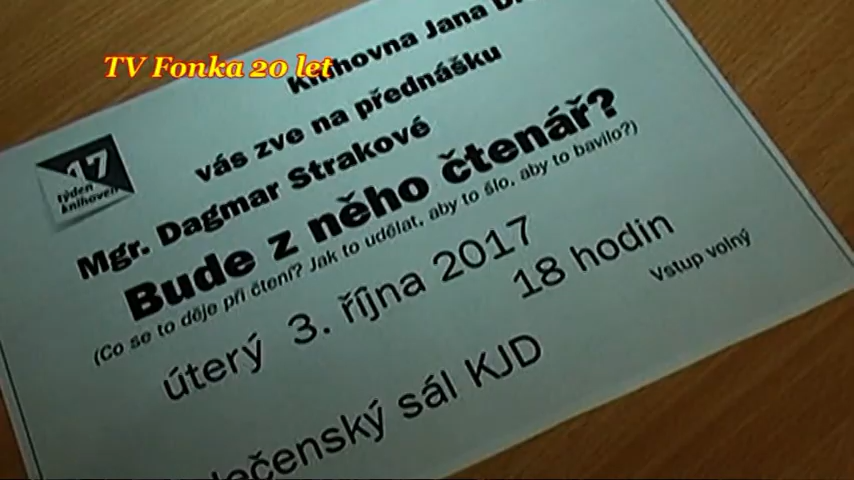 TV Fonka 20 let
Knihovna Jana
vás zve na přednášku
17
týden
knihoven
Mgr. Dagmar Strakové
Bude z něho čtenář?
(Co se to děje při čtení? Jak to udělat, aby to šlo, aby to bavilo?)
úterý 3. října 2017
18 hodin
Vstup volný
sál KJD